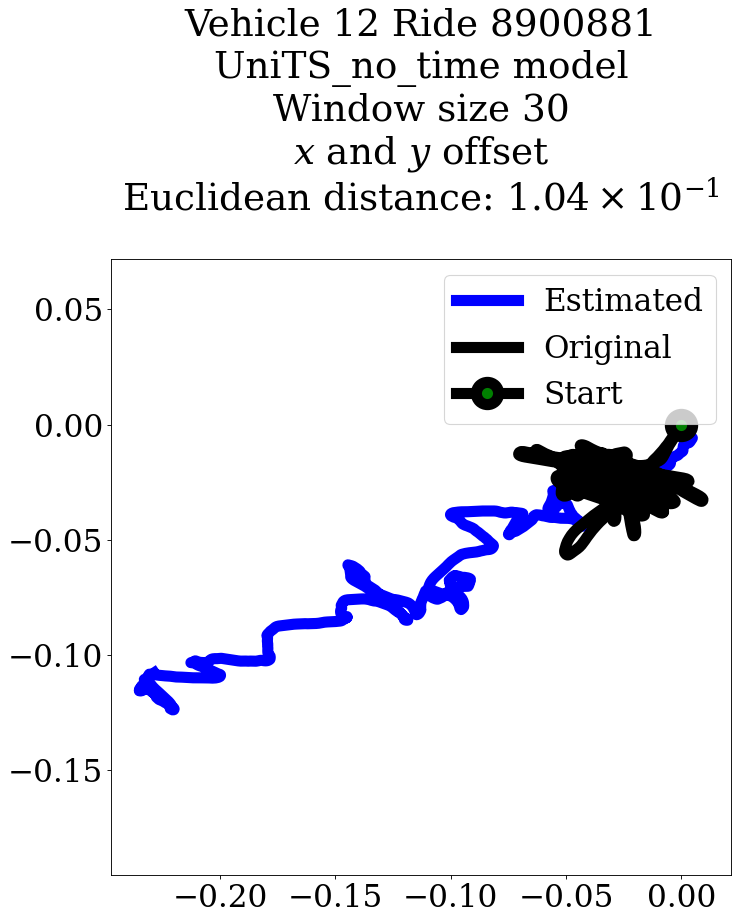 Vehicle 12 Ride 8900881
UniTS_no_time model
Window size 30
x and y offset
Euclidean distance: 1.04 × 10⁻¹
Estimated
Original
Start
0.05
0.00
−0.05
−0.10
−0.15
−0.20 −0.15 −0.10 −0.05 0.00